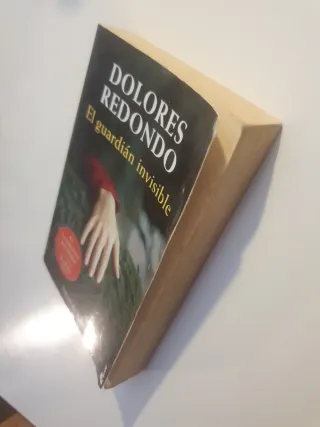 DOLORES
REDONDO
El guardián invisible